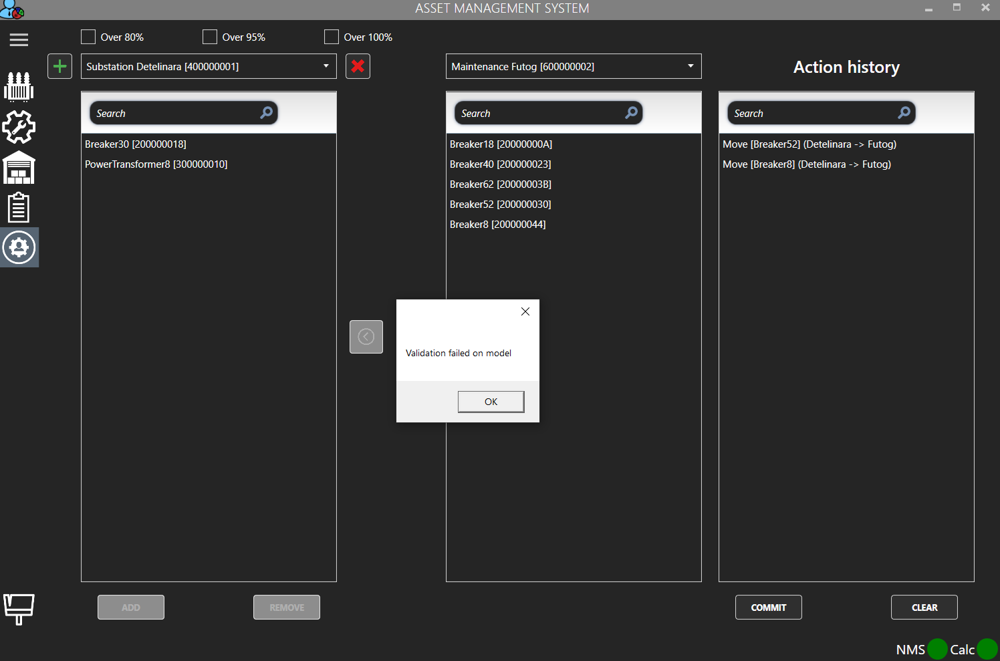 ASSET MANAGEMENT SYSTEM
Over 80%
Over 95%
Over 100%
Substation Detelinara [400000001]
Maintenance Futog [600000002]
Action history
Search
Search
Search
Breaker30 [200000018]
PowerTransformer8 [300000010]
Breaker18 [20000000A]
Breaker40 [200000023]
Breaker62 [20000003B]
Breaker52 [200000030]
Breaker8 [200000044]
Move [Breaker52] (Detelinara -> Futog)
Move [Breaker8] (Detelinara -> Futog)
Validation failed on model
OK
ADD
REMOVE
COMMIT
CLEAR
NMS
Calc